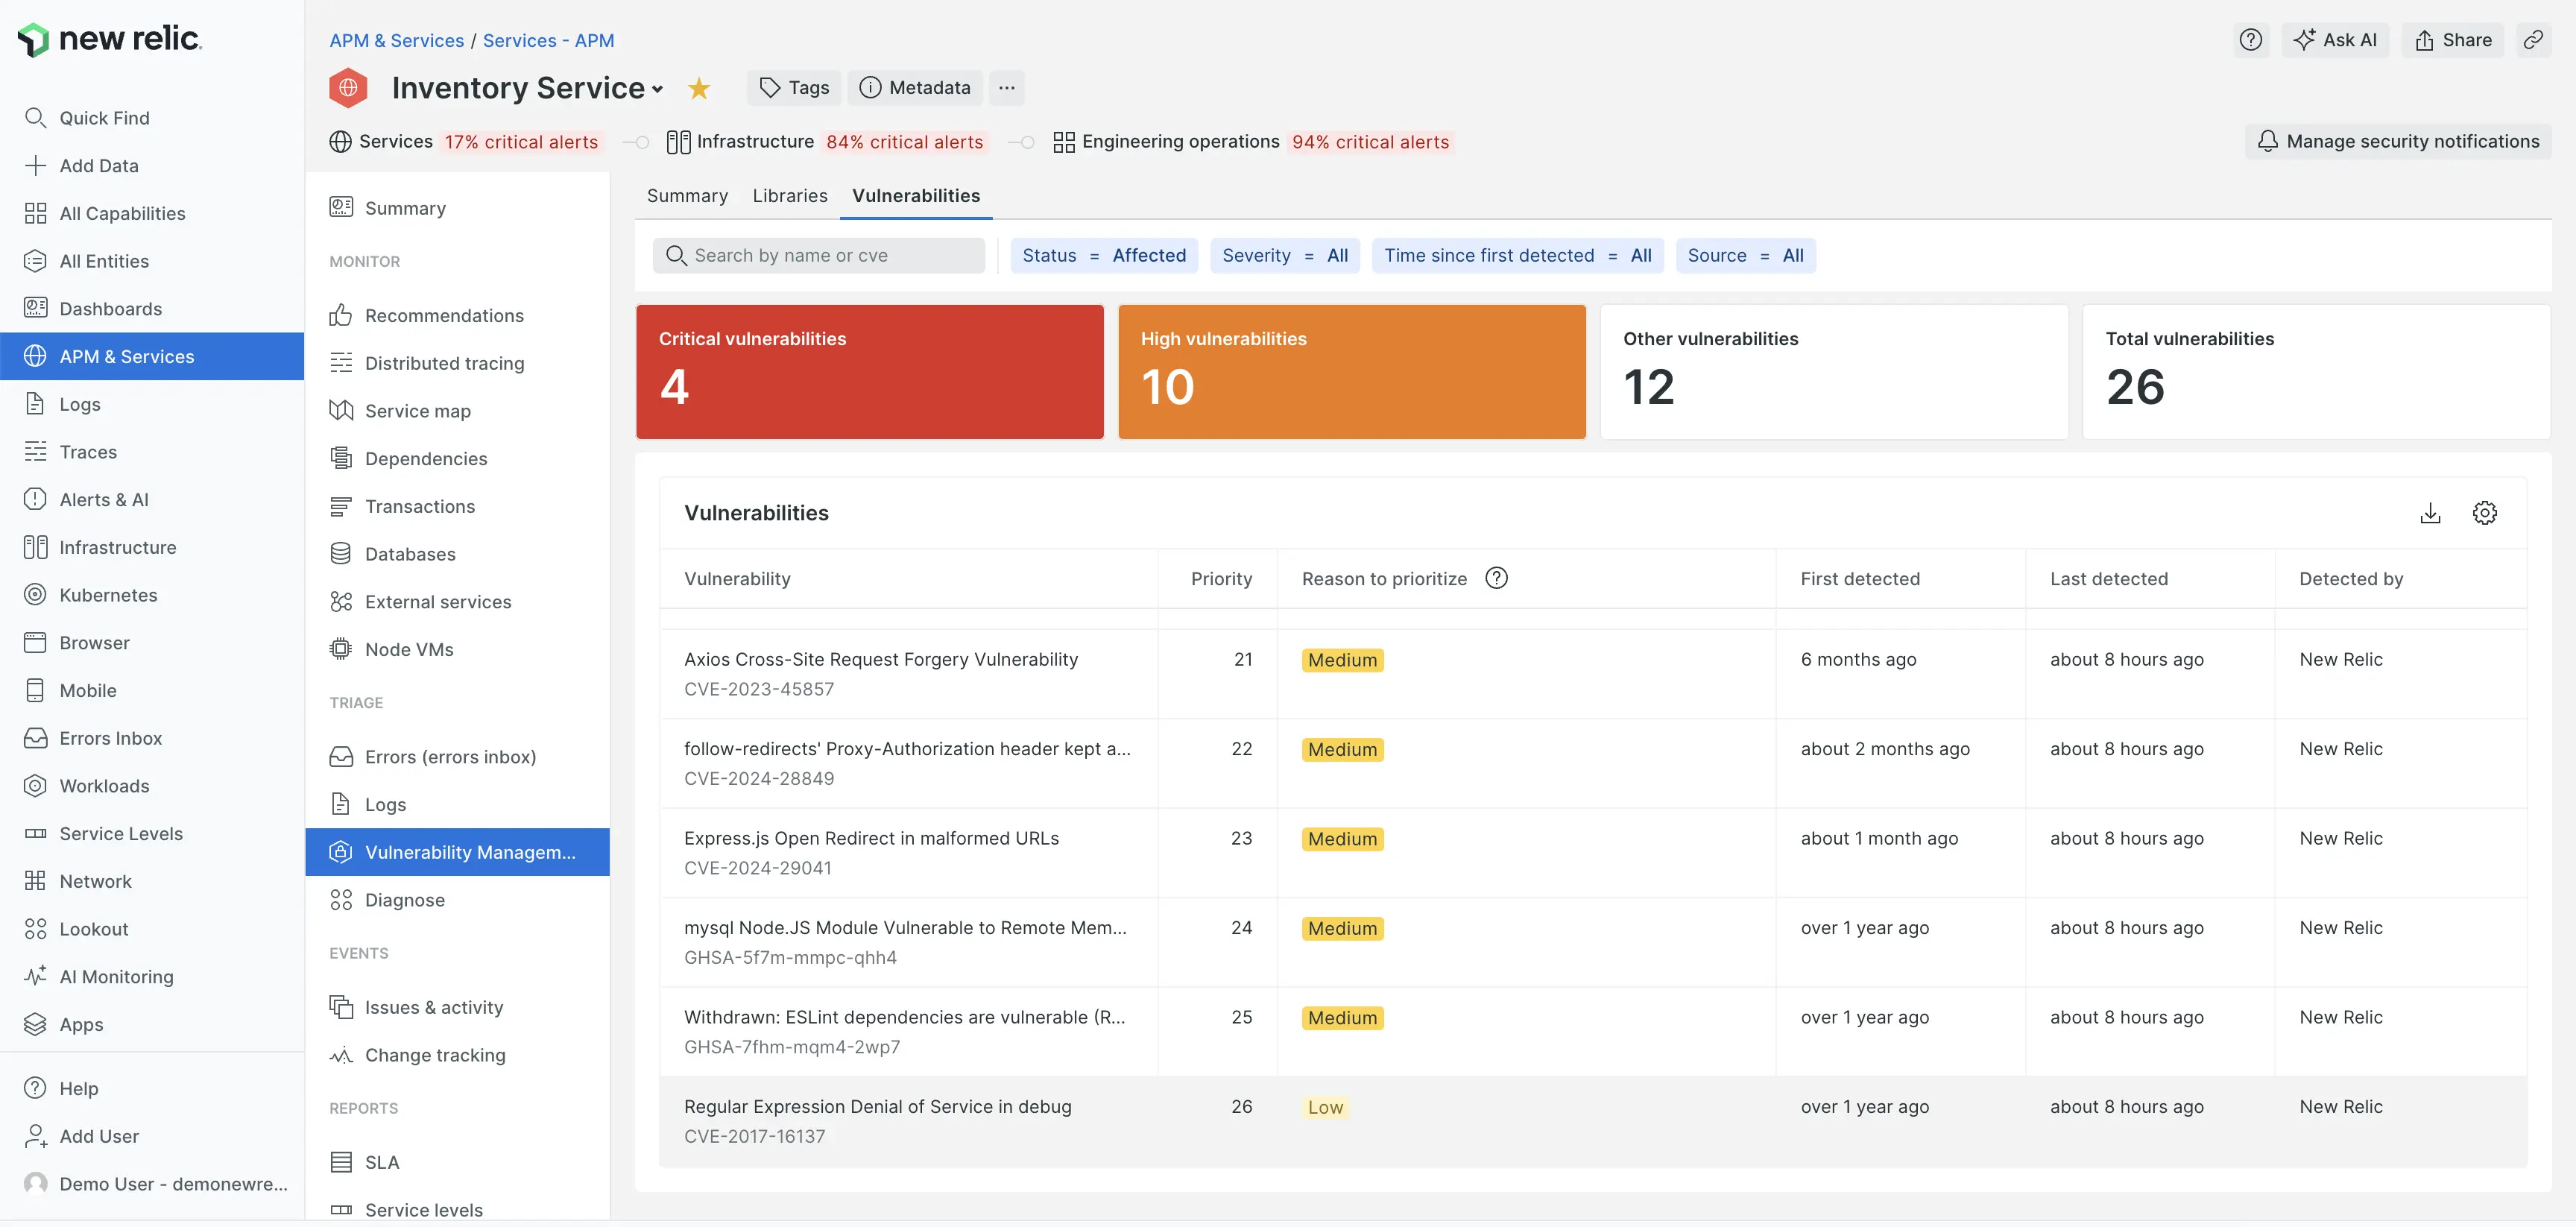 new relic.
Quick Find
Add Data
All Capabilities
All Entities
Dashboards
APM & Services
Logs
Traces
Alerts & AI
Infrastructure
Kubernetes
Browser
Mobile
Errors Inbox
Workloads
Service Levels
Network
Lookout
AI Monitoring
Apps
Help
Add User
Demo User - demonewre...
APM & Services / Services - APM
Ask AI
Share
Inventory Service
Tags
Metadata
...
Services 17% critical alerts
Infrastructure 84% critical alerts
Engineering operations 94% critical alerts
Manage security notifications
Summary
MONITOR
Recommendations
Distributed tracing
Service map
Dependencies
Transactions
Databases
External services
Node VMs
TRIAGE
Errors (errors inbox)
Logs
Vulnerability Managem...
Diagnose
EVENTS
Issues & activity
Change tracking
REPORTS
SLA
Service levels
Summary Libraries Vulnerabilities
Search by name or cve
Status = Affected
Severity = All
Time since first detected = All
Source = All
Critical vulnerabilities
4
High vulnerabilities
10
Other vulnerabilities
12
Total vulnerabilities
26
Vulnerabilities
Vulnerability Priority Reason to prioritize First detected Last detected Detected by
Axios Cross-Site Request Forgery Vulnerability 21 Medium 6 months ago about 8 hours ago New Relic
CVE-2023-45857
follow-redirects' Proxy-Authorization header kept a... 22 Medium about 2 months ago about 8 hours ago New Relic
CVE-2024-28849
Express.js Open Redirect in malformed URLs 23 Medium about 1 month ago about 8 hours ago New Relic
CVE-2024-29041
mysql Node.JS Module Vulnerable to Remote Mem... 24 Medium over 1 year ago about 8 hours ago New Relic
GHSA-5f7m-mmpc-qhh4
Withdrawn: ESLint dependencies are vulnerable (R... 25 Medium over 1 year ago about 8 hours ago New Relic
GHSA-7fhm-mqm4-2wp7
Regular Expression Denial of Service in debug 26 Low over 1 year ago about 8 hours ago New Relic
CVE-2017-16137